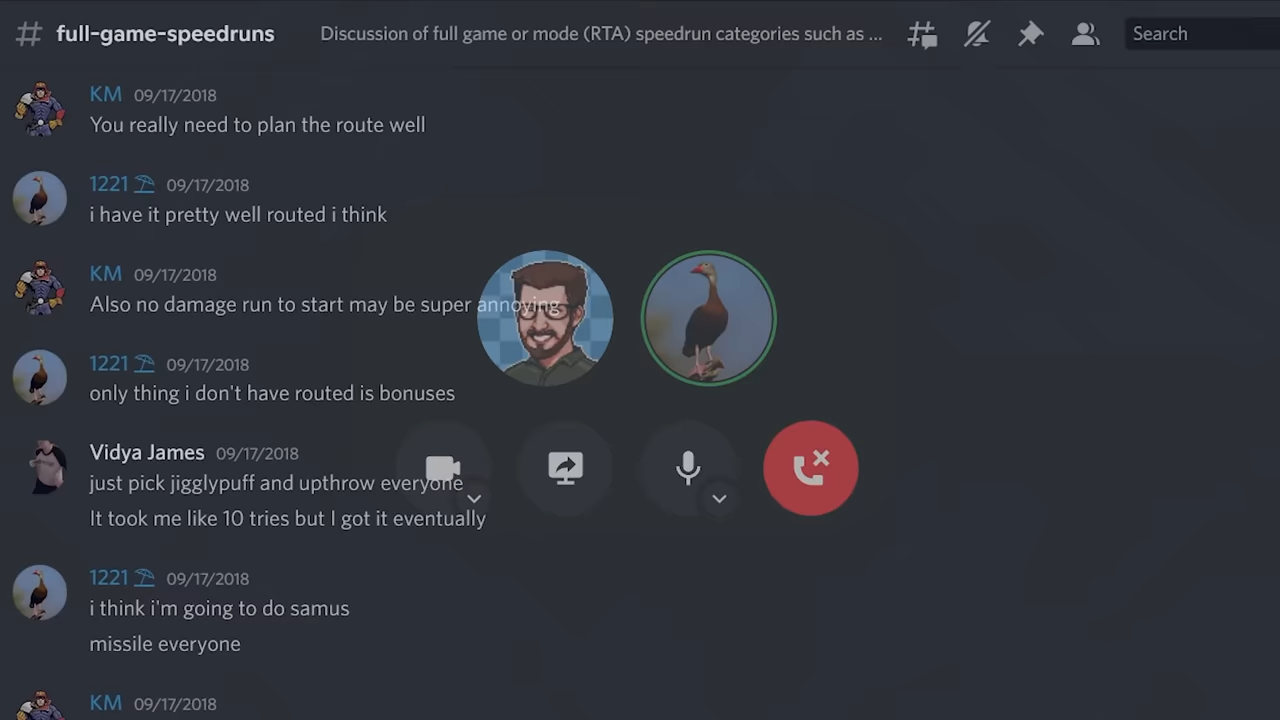 full-game-speedruns
Discussion of full game or mode (RTA) speedrun categories such as ...
Search
KM 09/17/2018
You really need to plan the route well
1221 09/17/2018
i have it pretty well routed i think
KM 09/17/2018
Also no damage run to start may be super annoying
1221 09/17/2018
only thing i don't have routed is bonuses
Vidya James 09/17/2018
just pick jigglypuff and upthrow everyone
It took me like 10 tries but I got it eventually
1221 09/17/2018
i think i'm going to do samus
missile everyone
KM 09/17/2018